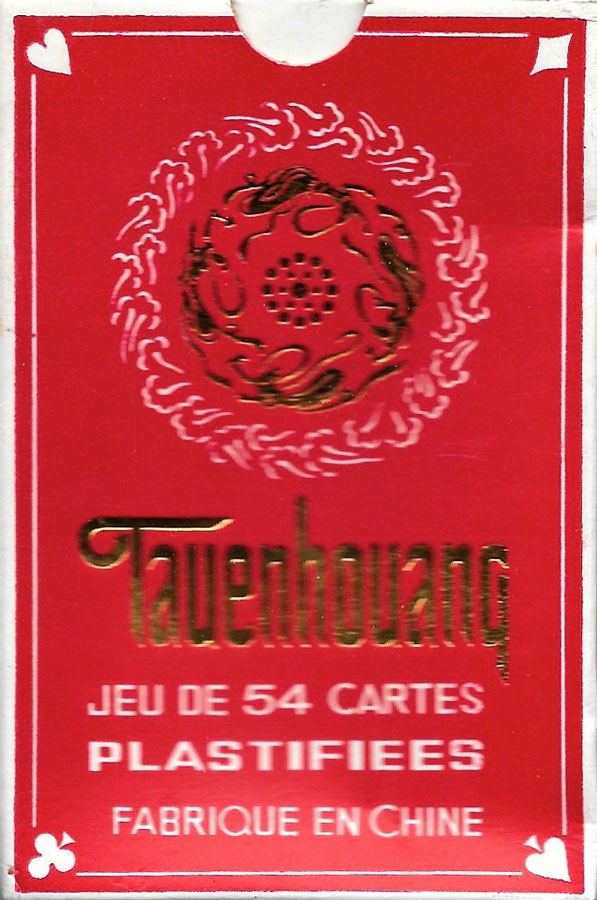 Tauenhouang
JEU DE 54 CARTES
PLASTIFIEES
FABRIQUE EN CHINE